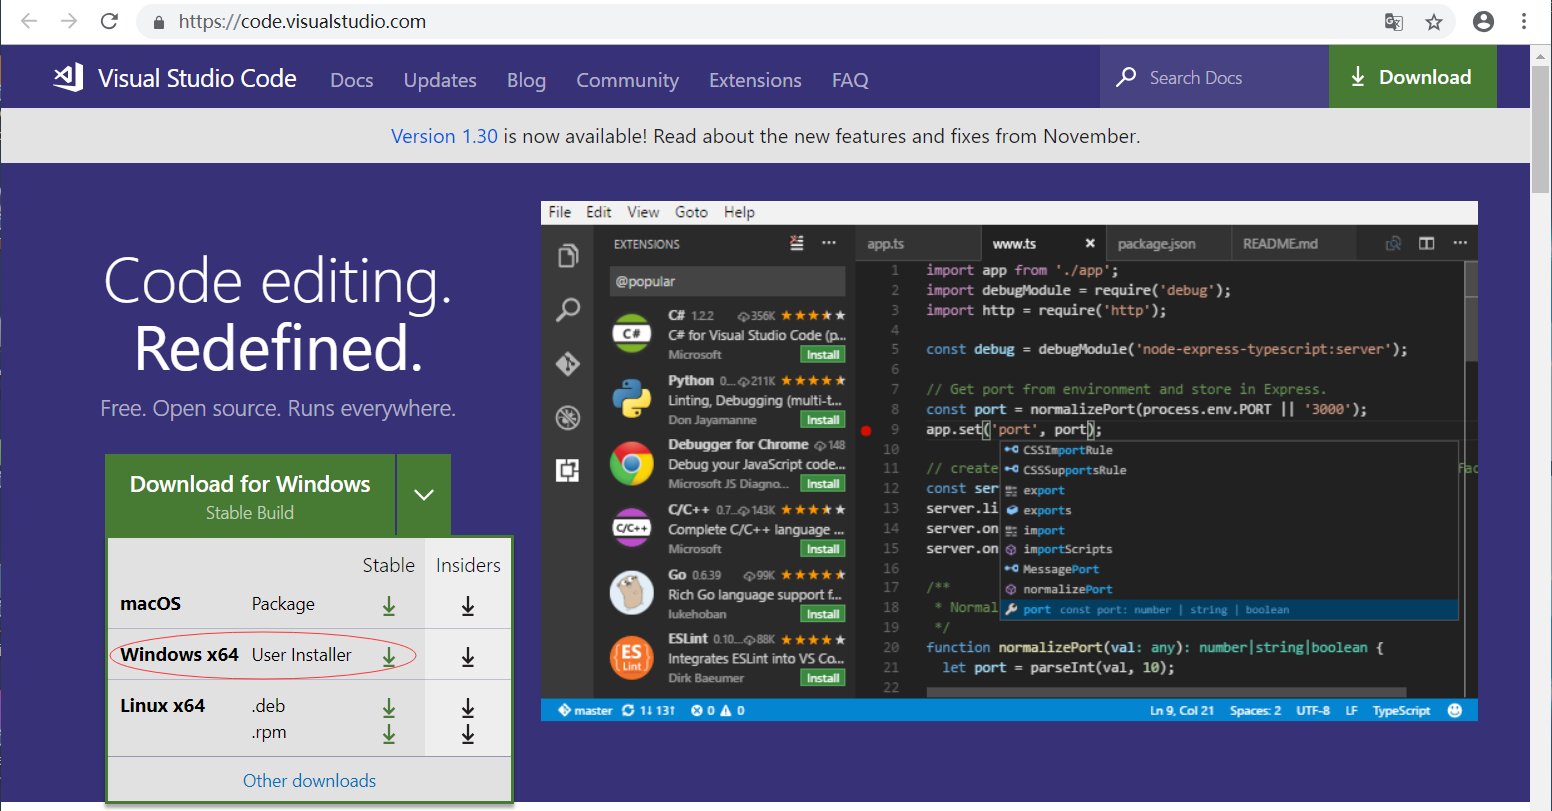 https://code.visualstudio.com
Visual Studio Code
Docs
Updates
Blog
Community
Extensions
FAQ
Search Docs
Download
Version 1.30 is now available! Read about the new features and fixes from November.
Code editing.
Redefined.
Free. Open source. Runs everywhere.
Download for Windows
Stable Build
Stable Insiders
macOS Package
Windows x64 User Installer
Linux x64 .deb
.rpm
Other downloads
File Edit View Goto Help
EXTENSIONS
@popular
C# 1.2.2 356K
C# for Visual Studio Code (p...
Microsoft Install
Python 0... 211K
Linting, Debugging (multi-t...
Don Jayamanne Install
Debugger for Chrome 148
Debug your JavaScript code...
Microsoft JS Diagno... Install
C/C++ 0.7... 143K
C/C++
Complete C/C++ language ...
Microsoft Install
Go 0.6.39 99K
Rich Go language support f...
lukehoban Install
ESLint 0.10... 88K
ES
Lint
Integrates ESLint into VS Co...
Dirk Baeumer Install
app.ts www.ts package.json README.md
1 import app from './app';
2 import debugModule = require('debug');
3 import http = require('http');
4
5 const debug = debugModule('node-express-typescript:server');
6
7 // Get port from environment and store in Express.
8 const port = normalizePort(process.env.PORT || '3000');
9 app.set('port', port);
10 CSSImportRule
11 // create CSSSupportsRule fac
12 const ser export
13 server.li exports
14 server.on import
15 server.on importScripts
16 MessagePort
17 /** normalizePort
18 * Normal port const port: number | string | boolean
19 */
20 function normalizePort(val: any): number|string|boolean {
21 let port = parseInt(val, 10);
22
master 1↓ 13↑ 0 0
Ln 9, Col 21 Spaces: 2 UTF-8 LF TypeScript